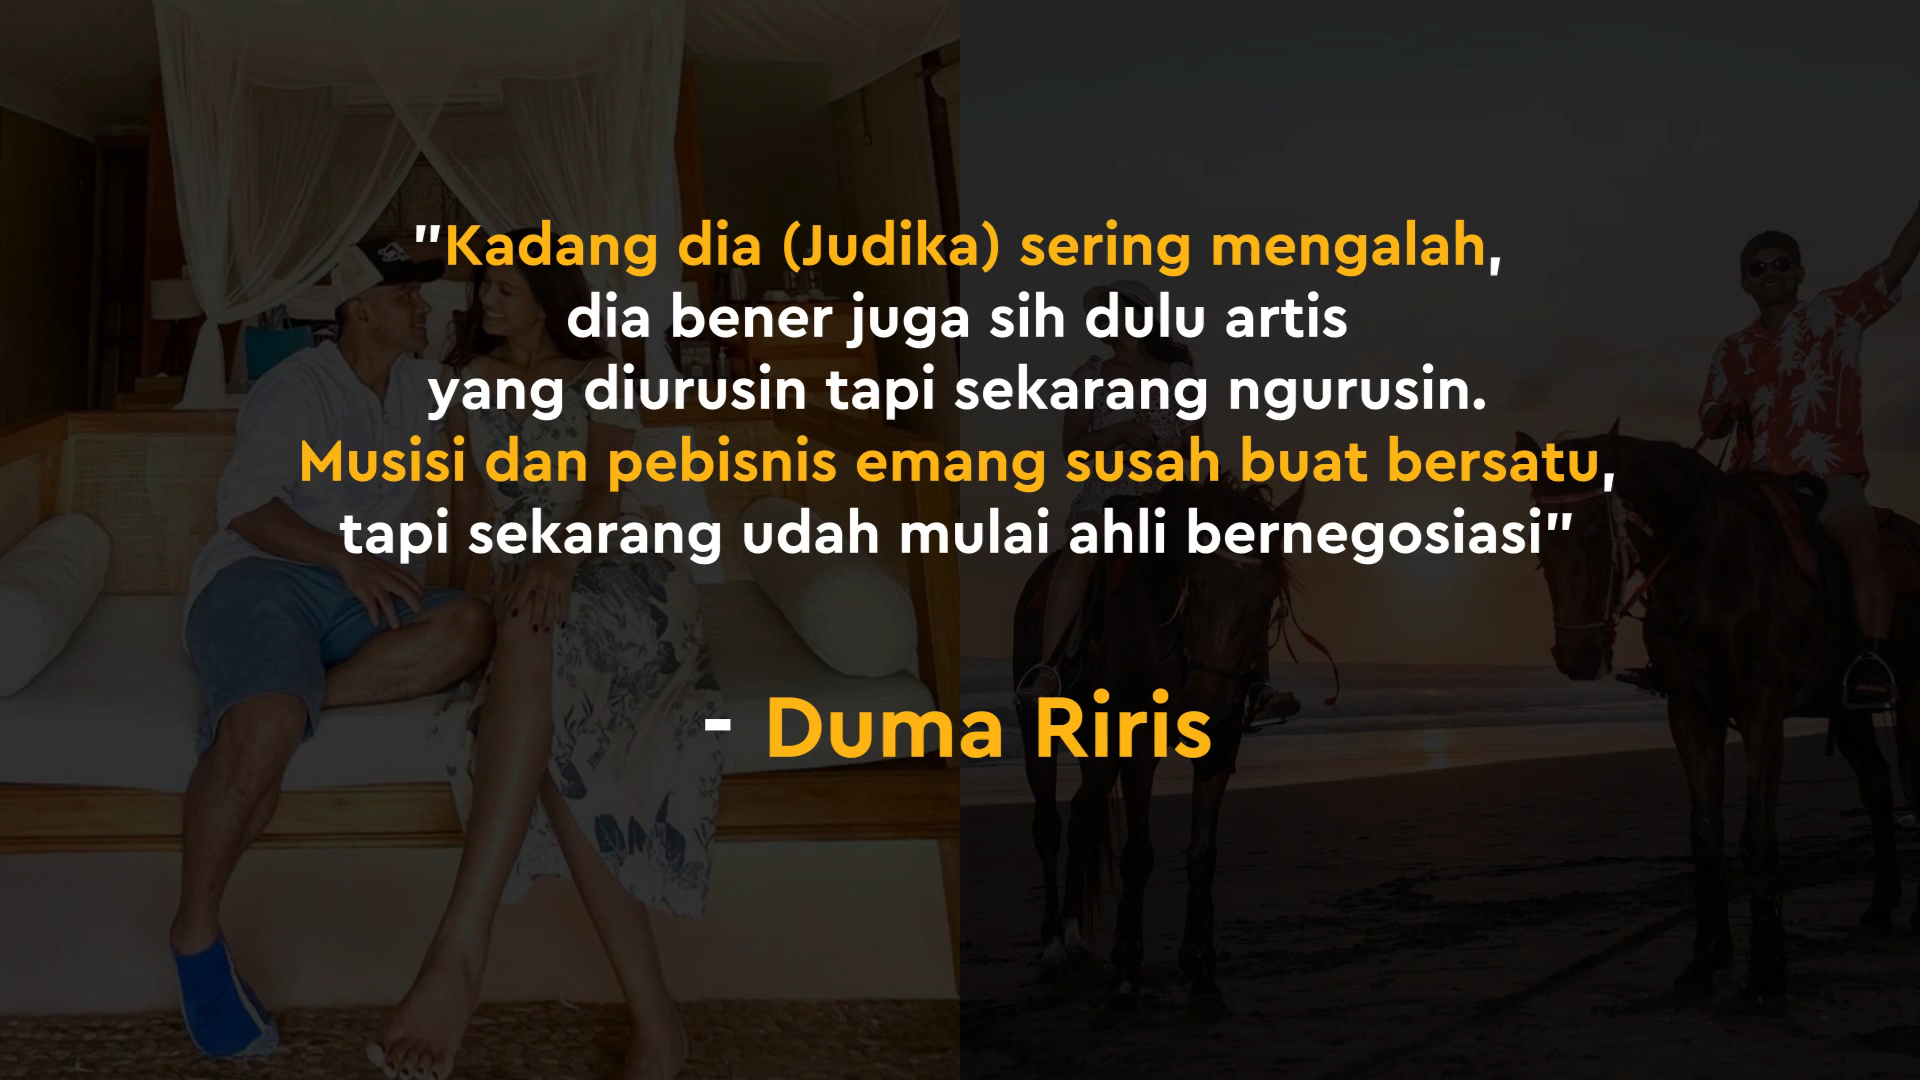 "Kadang dia (Judika) sering mengalah,
dia bener juga sih dulu artis
yang diurusin tapi sekarang ngurusin.
Musisi dan pebisnis emang susah buat bersatu,
tapi sekarang udah mulai ahli bernegosiasi"
- Duma Riris